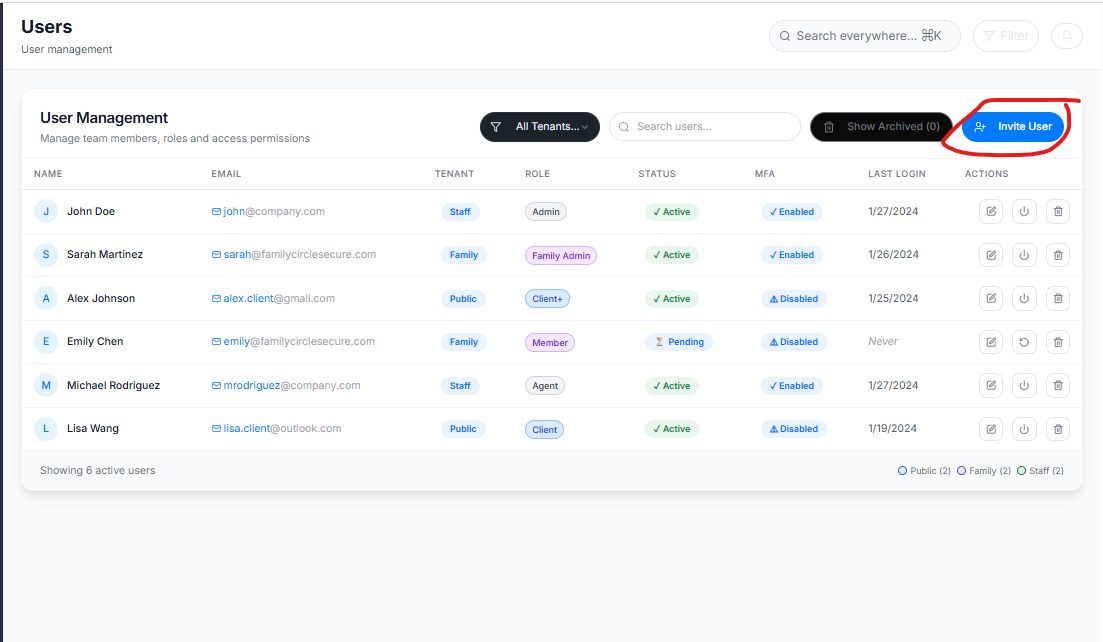 Users
User management
Search everywhere... ⌘K
Filter
User Management
Manage team members, roles and access permissions
All Tenants...
Search users...
Show Archived (0)
Invite User
NAME EMAIL TENANT ROLE STATUS MFA LAST LOGIN ACTIONS
J John Doe john@company.com Staff Admin ✓ Active ✓ Enabled 1/27/2024
S Sarah Martinez sarah@familycirclesecure.com Family Family Admin ✓ Active ✓ Enabled 1/26/2024
A Alex Johnson alex.client@gmail.com Public Client+ ✓ Active ⚠ Disabled 1/25/2024
E Emily Chen emily@familycirclesecure.com Family Member ⏳ Pending ⚠ Disabled Never
M Michael Rodriguez mrodriguez@company.com Staff Agent ✓ Active ✓ Enabled 1/27/2024
L Lisa Wang lisa.client@outlook.com Public Client ✓ Active ⚠ Disabled 1/19/2024
Showing 6 active users
Public (2) Family (2) Staff (2)